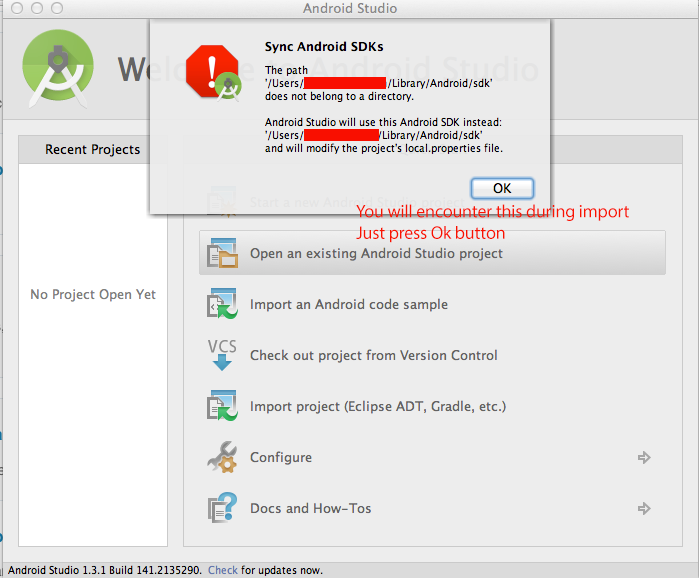 Android Studio
Sync Android SDKs
The path
'/Users/ /Library/Android/sdk'
does not belong to a directory.
Android Studio will use this Android SDK instead:
'/Users/ /Library/Android/sdk'
and will modify the project's local.properties file.
OK
You will encounter this during import
Just press Ok button
Welcome to Android Studio
Recent Projects
No Project Open Yet
Start a new Android Studio project
Open an existing Android Studio project
Import an Android code sample
VCS
Check out project from Version Control
Import project (Eclipse ADT, Gradle, etc.)
Configure
Docs and How-Tos
Android Studio 1.3.1 Build 141.2135290. Check for updates now.